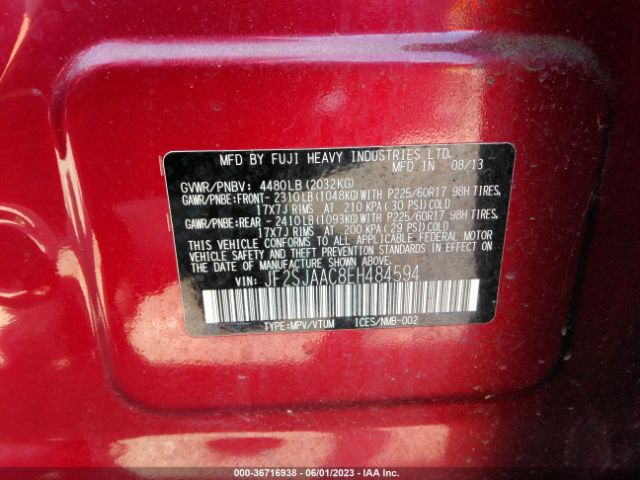 MFD BY FUJI HEAVY INDUSTRIES LTD.
MFD IN 08/13
GVWR/PNBV: 4480LB(2032KG)
GAWR/PNBE:FRONT-2310LB(1048KG)WITH P225/60R17 98H TIRES,
17X7J RIMS AT 210 KPA(30 PSI)COLD
GAWR/PNBE:REAR -2410LB(1093KG)WITH P225/60R17 98H TIRES,
17X7J RIMS AT 200 KPA(29 PSI)COLD
THIS VEHICLE CONFORMS TO ALL APPLICABLE FEDERAL MOTOR
VEHICLE SAFETY, BUMPER, AND THEFT PREVENTION STANDARDS
IN EFFECT ON THE DATE OF MANUFACTURE SHOWN ABOVE.
VIN: JF2SJAAC8EH484594
TYPE:MPV/VTUM ICES/NMB-002
000-36716938 - 06/01/2023 - IAA Inc.